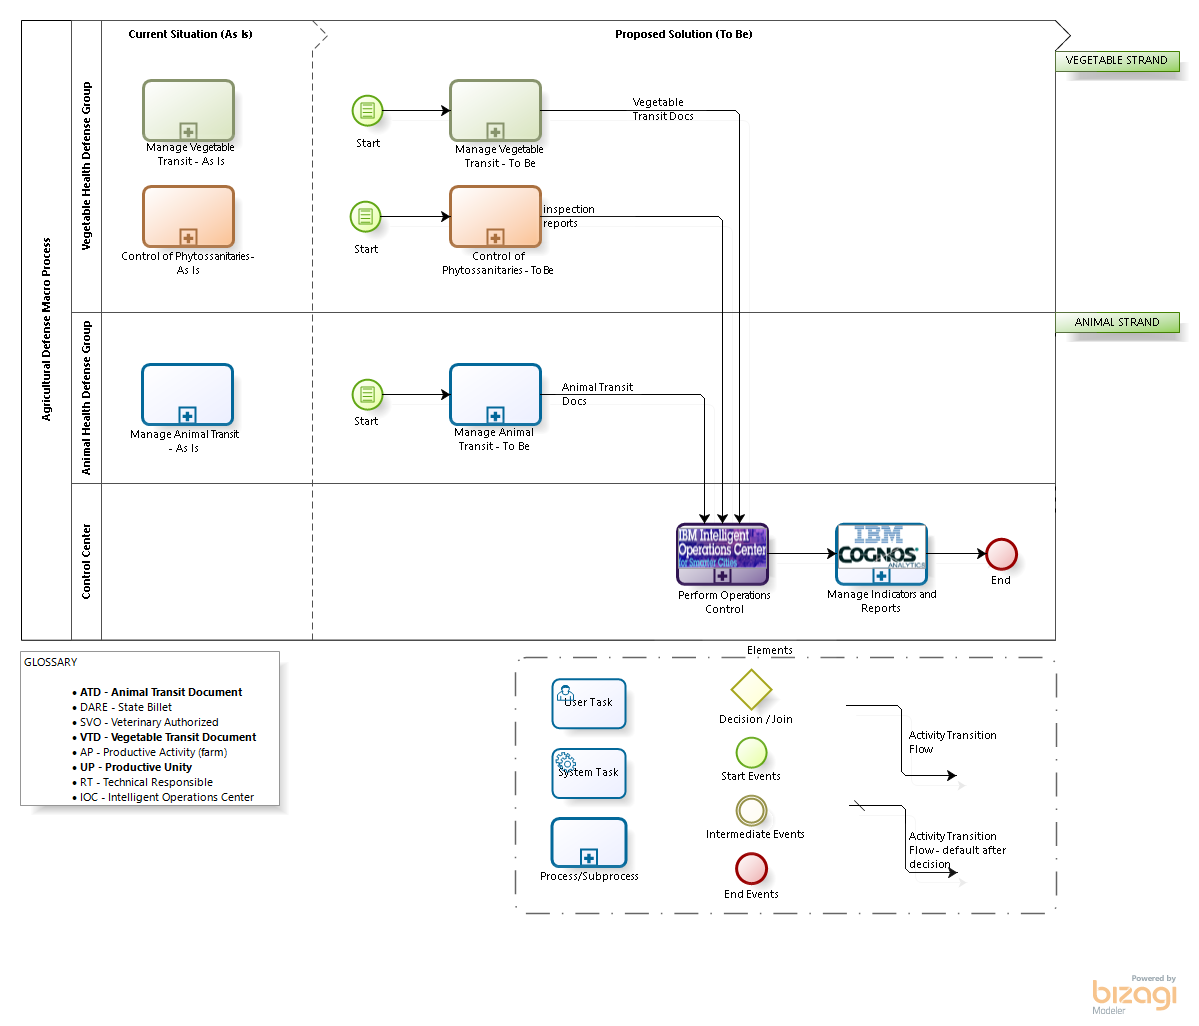 Current Situation (As Is)
Proposed Solution (To Be)
VEGETABLE STRAND
Agricultural Defense Macro Process
Vegetable Health Defense Group
Manage Vegetable
Transit - As Is
Start
Manage Vegetable
Transit - To Be
Vegetable
Transit Docs
Control of Phytossanitaries-
As Is
Start
Control of
Phytossanitaries - To Be
inspection
reports
ANIMAL STRAND
Animal Health Defense Group
Manage Animal Transit
- As Is
Start
Manage Animal
Transit - To Be
Animal Transit
Docs
Control Center
IBM Intelligent
Operations Center
for Smarter Cities
Perform Operations
Control
IBM
COGNOS®
ANALYTICS
Manage Indicators and
Reports
End
GLOSSARY
• ATD - Animal Transit Document
• DARE - State Billet
• SVO - Veterinary Authorized
• VTD - Vegetable Transit Document
• AP - Productive Activity (farm)
• UP - Productive Unity
• RT - Technical Responsible
• IOC - Intelligent Operations Center
Elements
User Task
System Task
Process/Subprocess
Decision / Join
Start Events
Intermediate Events
End Events
Activity Transition
Flow
Activity Transition
Flow - default after
decision
Powered by
bizagi
Modeler